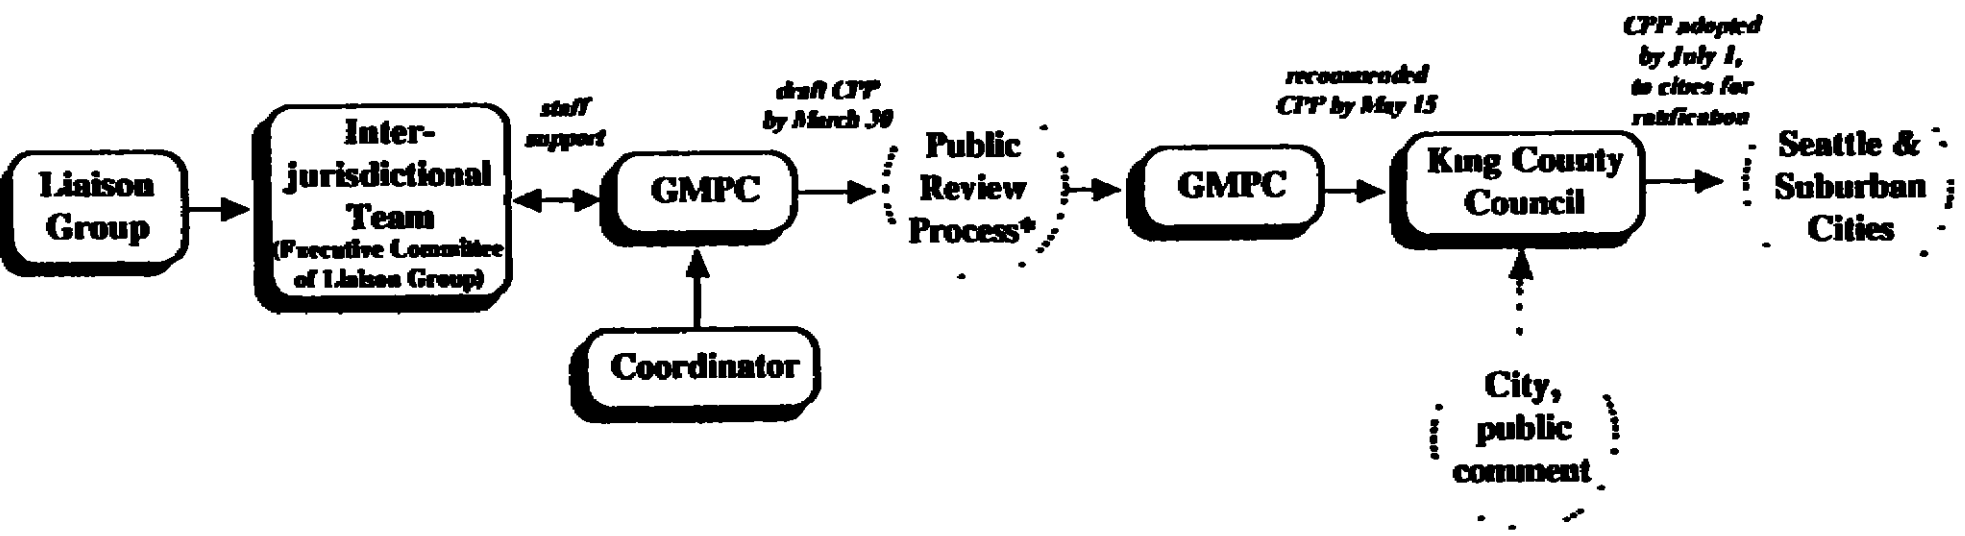 Liaison
Group
Inter-
jurisdictional
Team
(Executive Committee
of Liaison Group)
staff
support
GMPC
Coordinator
draft CPP
by March 30
Public
Review
Process*
GMPC
recommended
CPP by May 15
King County
Council
City,
public
comment
CPP adopted
by July 1,
to cities for
ratification
Seattle &
Suburban
Cities